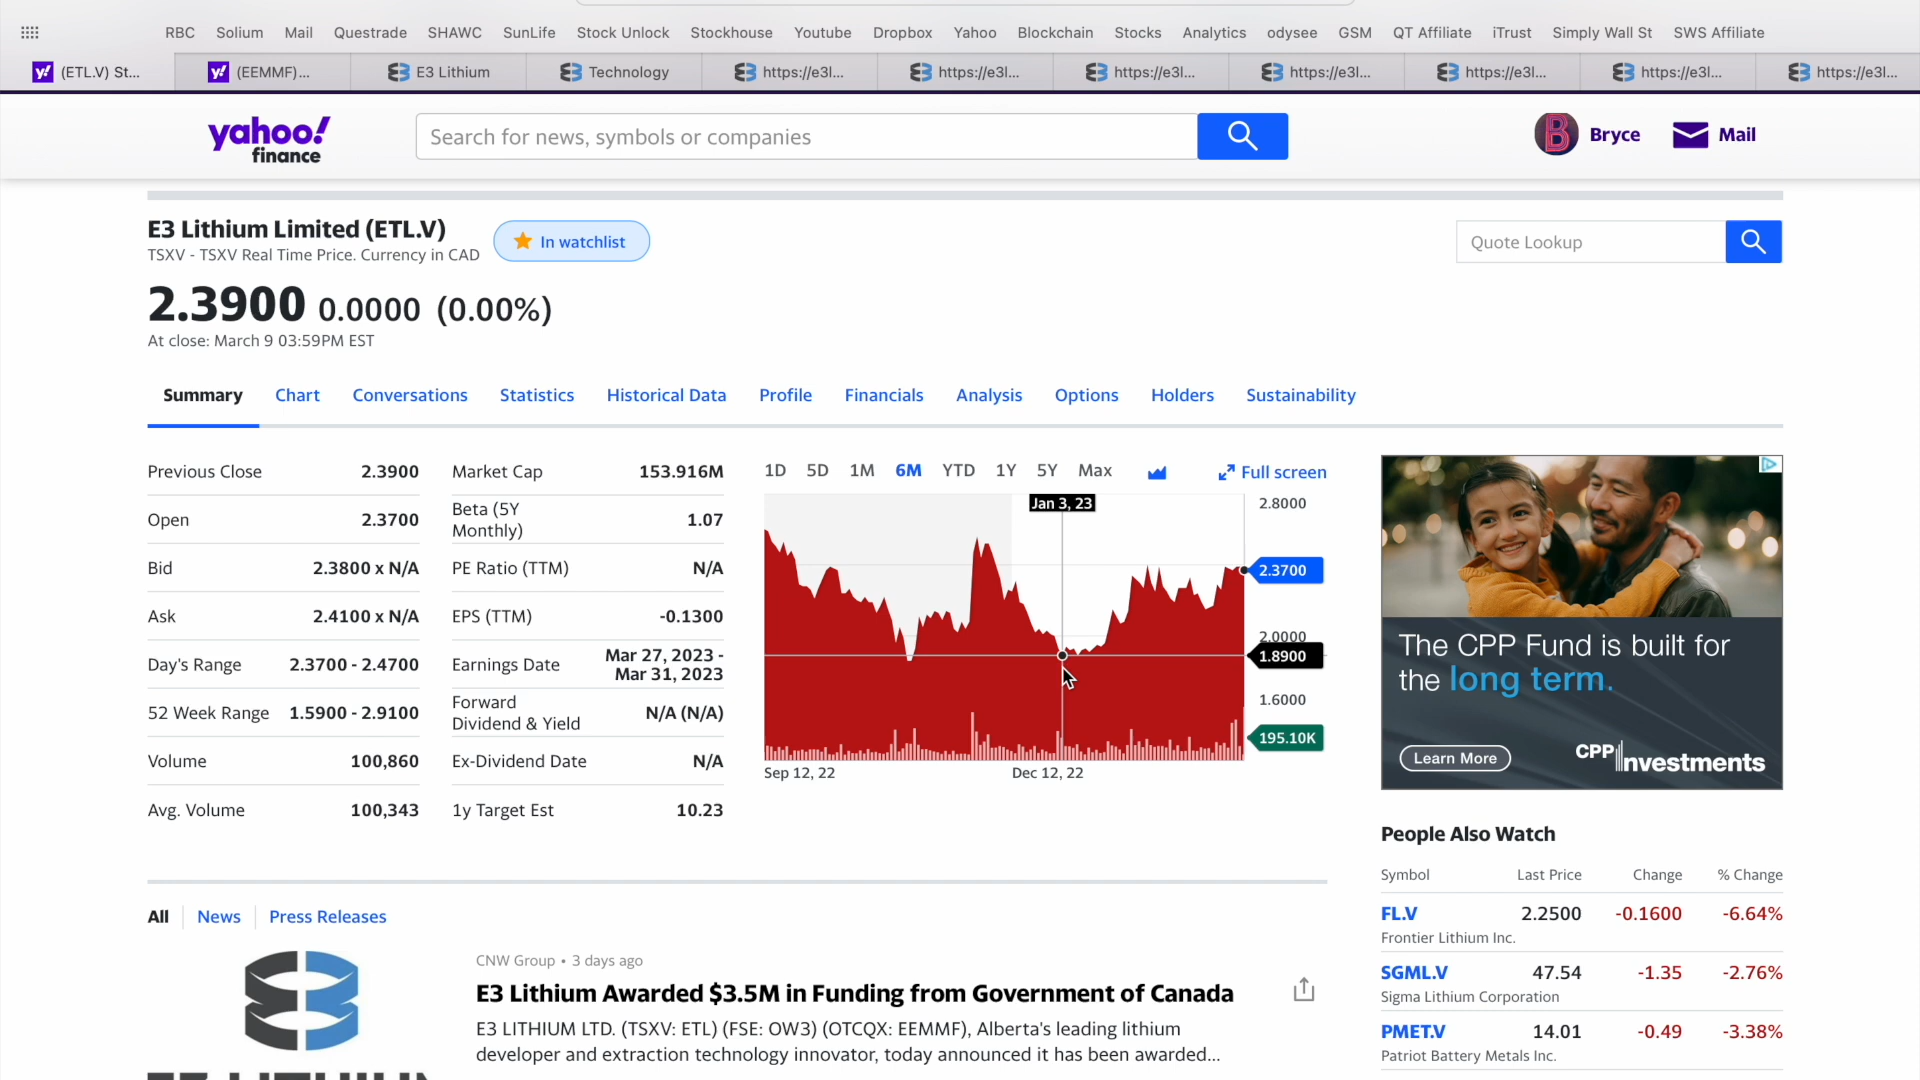 RBC Solium Mail Questrade SHAWC SunLife Stock Unlock Stockhouse Youtube Dropbox Yahoo Blockchain Stocks Analytics odysee GSM QT Affiliate iTrust Simply Wall St SWS Affiliate
(ETL.V) St... (EEMMF)... E3 Lithium Technology https://e3l... https://e3l... https://e3l... https://e3l... https://e3l... https://e3l... https://e3l...
yahoo! finance
Search for news, symbols or companies
Bryce
Mail
E3 Lithium Limited (ETL.V)
TSXV - TSXV Real Time Price. Currency in CAD
In watchlist
Quote Lookup
2.3900 0.0000 (0.00%)
At close: March 9 03:59PM EST
Summary Chart Conversations Statistics Historical Data Profile Financials Analysis Options Holders Sustainability
Previous Close 2.3900
Open 2.3700
Bid 2.3800 x N/A
Ask 2.4100 x N/A
Day's Range 2.3700 - 2.4700
52 Week Range 1.5900 - 2.9100
Volume 100,860
Avg. Volume 100,343
Market Cap 153.916M
Beta (5Y Monthly) 1.07
PE Ratio (TTM) N/A
EPS (TTM) -0.1300
Earnings Date Mar 27, 2023 - Mar 31, 2023
Forward Dividend & Yield N/A (N/A)
Ex-Dividend Date N/A
1y Target Est 10.23
1D 5D 1M 6M YTD 1Y 5Y Max
Full screen
Jan 3, 23
2.8000
2.3700
2.0000
1.8900
1.6000
195.10K
Sep 12, 22 Dec 12, 22
The CPP Fund is built for
the long term.
Learn More
CPP Investments
People Also Watch
Symbol Last Price Change % Change
FL.V 2.2500 -0.1600 -6.64%
Frontier Lithium Inc.
SGML.V 47.54 -1.35 -2.76%
Sigma Lithium Corporation
PMET.V 14.01 -0.49 -3.38%
Patriot Battery Metals Inc.
All News Press Releases
CNW Group • 3 days ago
E3 Lithium Awarded $3.5M in Funding from Government of Canada
E3 LITHIUM LTD. (TSXV: ETL) (FSE: OW3) (OTCQX: EEMMF), Alberta's leading lithium
developer and extraction technology innovator, today announced it has been awarded...
E3 LITHIUM